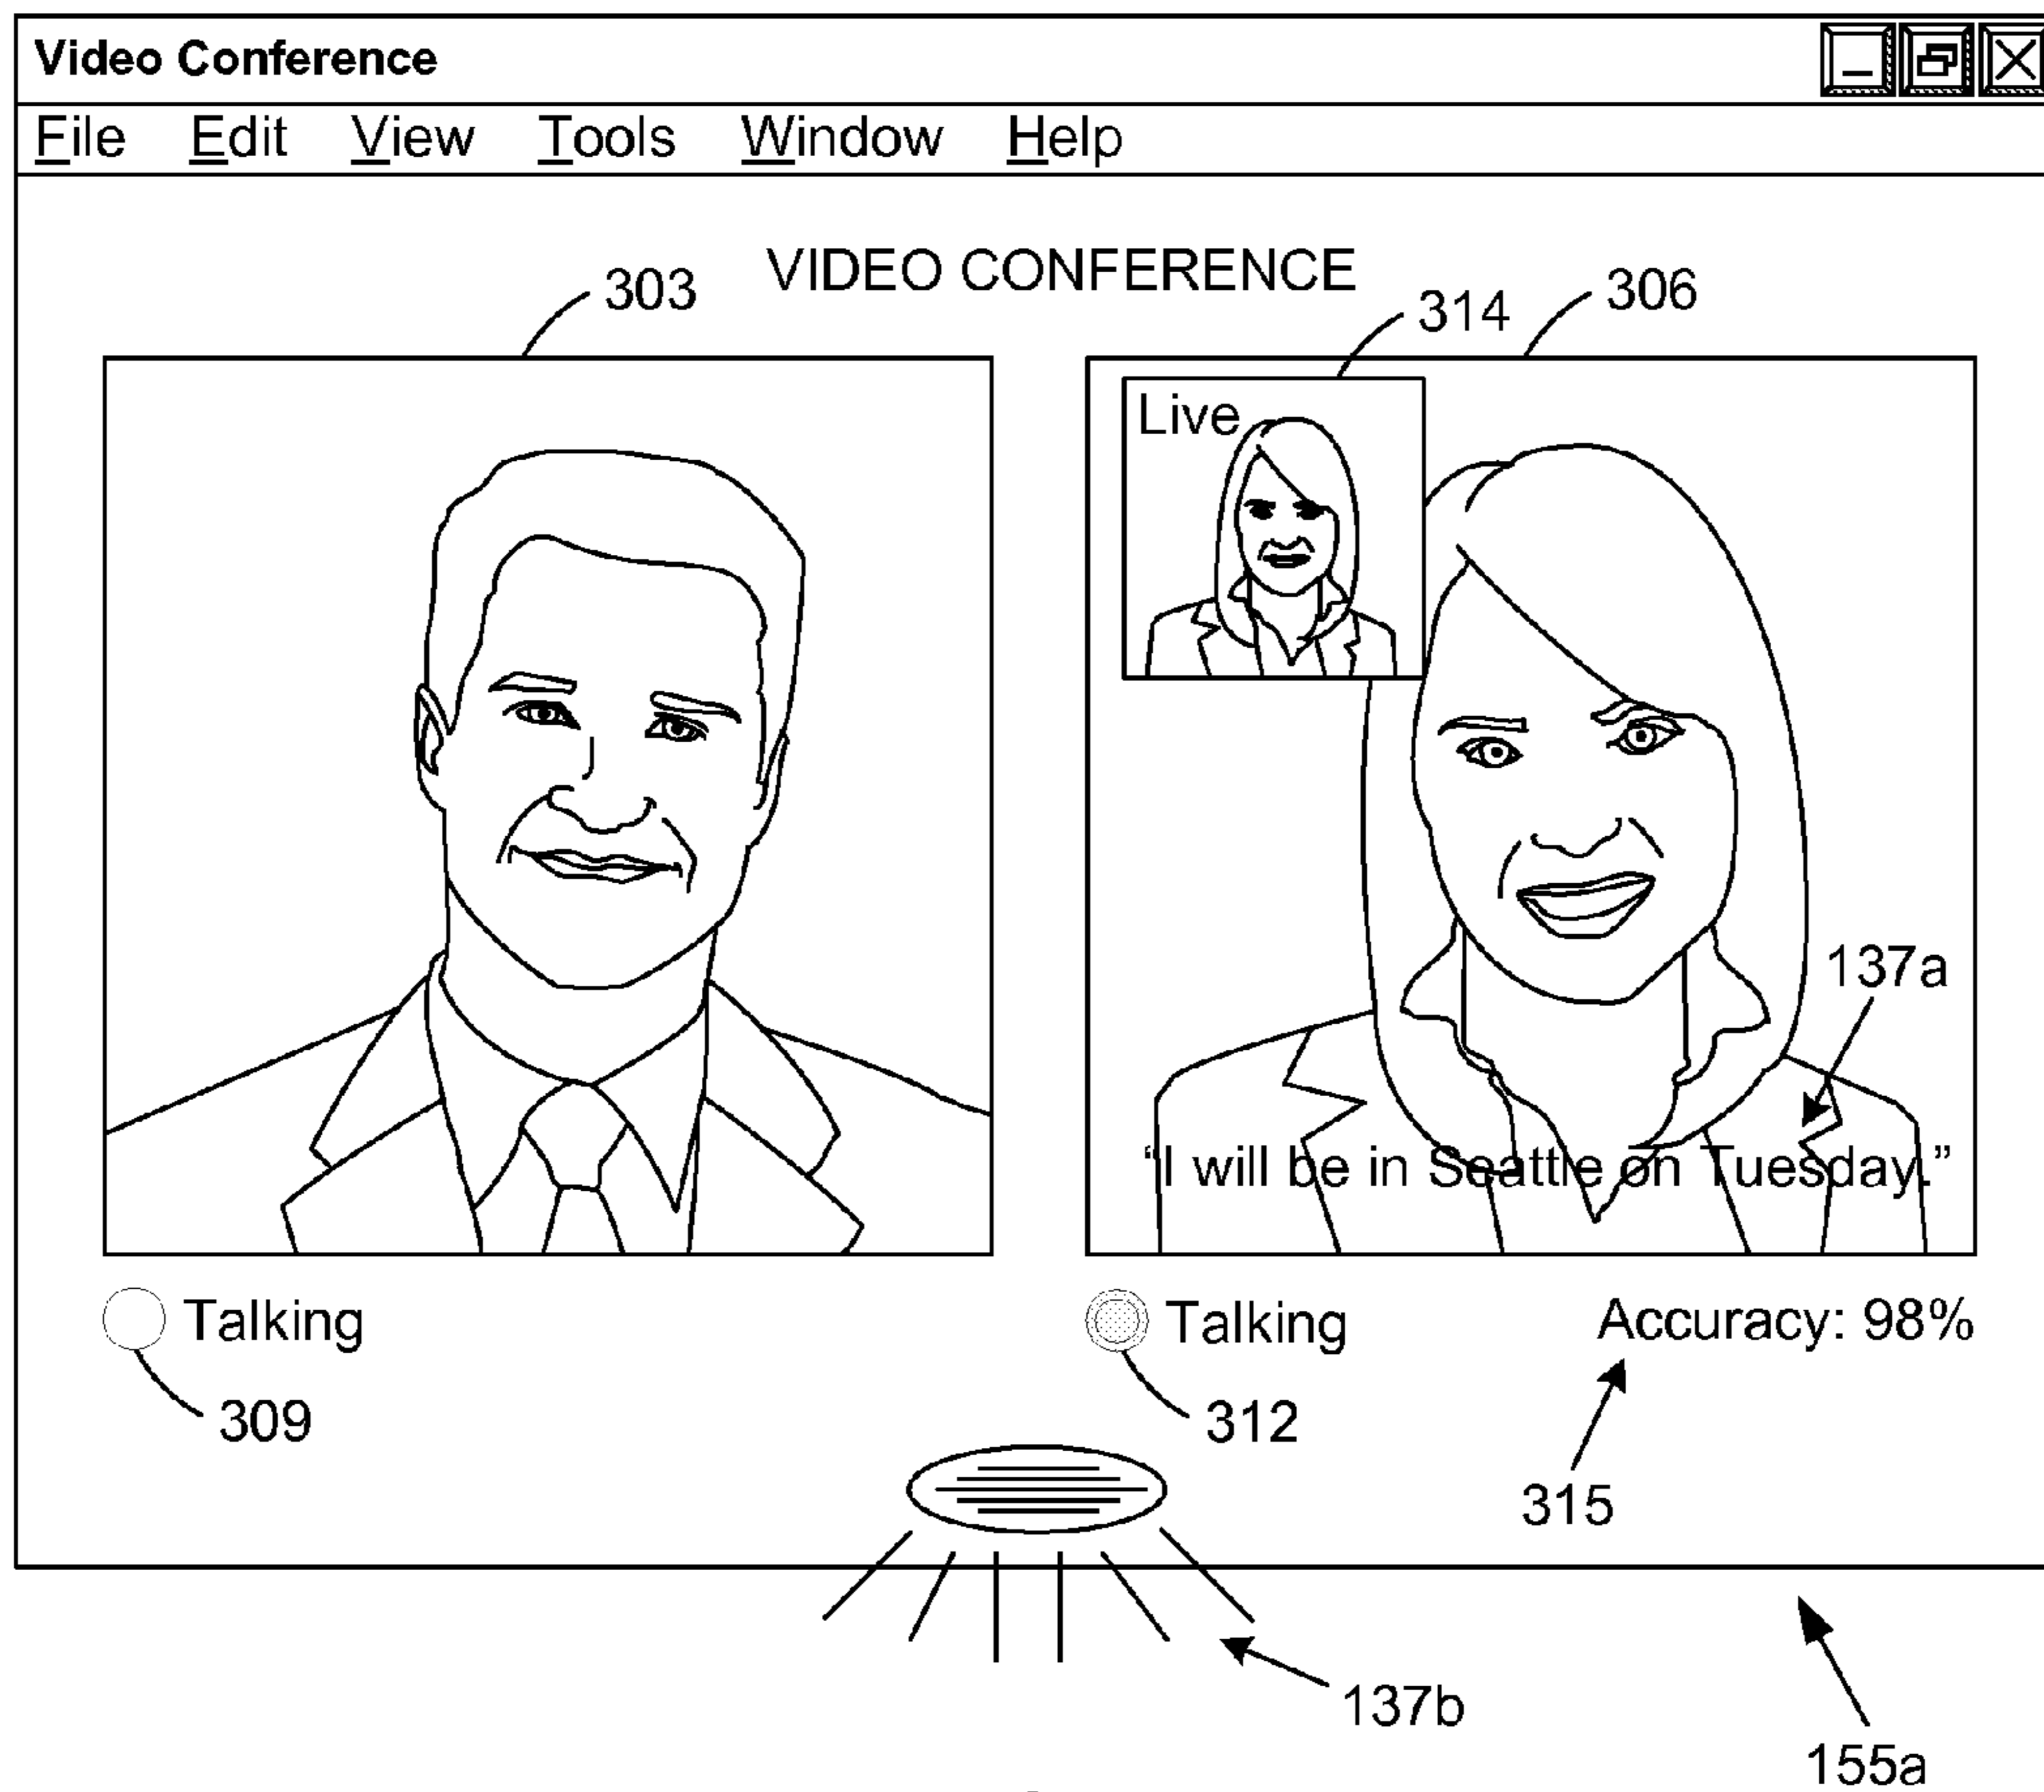 Video Conference
File Edit View Tools Window Help
VIDEO CONFERENCE
303
314
306
Live
137a
“I will be in Seattle on Tuesday.”
Talking
Talking
Accuracy: 98%
309
312
315
137b
155a